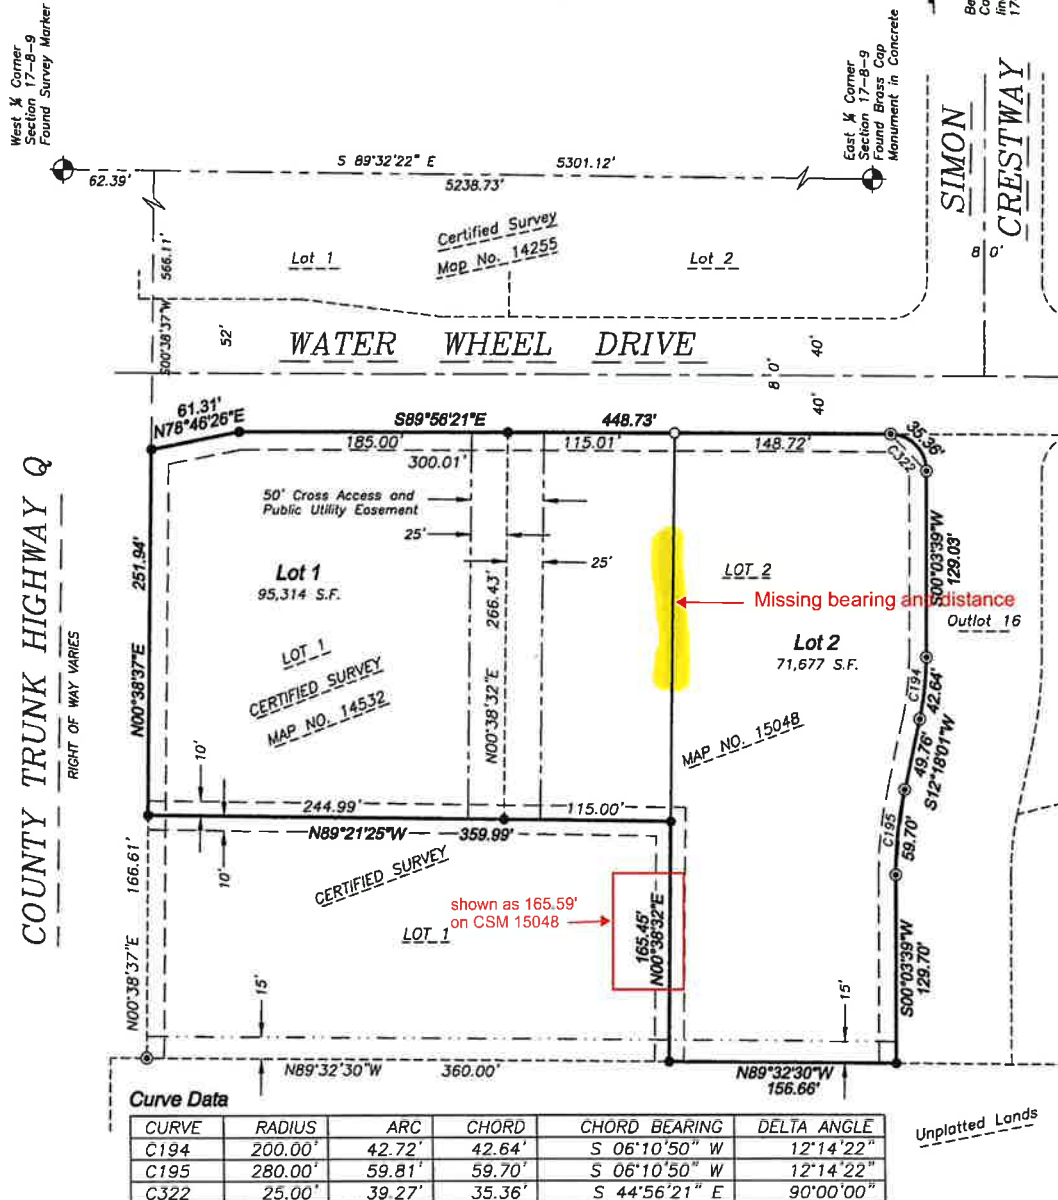 West ¼ Corner
Section 17-8-9
Found Survey Marker
East ¼ Corner
Section 17-8-9
Found Brass Cap
Monument in Concrete
SIMON
CRESTWAY
S 89°32'22" E
5301.12'
62.39'
5238.73'
Certified Survey
Map No. 14255
Lot 1
Lot 2
566.11'
S00°38'37"W
52'
WATER WHEEL DRIVE
8 0'
40'
8 0'
40'
61.31'
N78°46'26"E
S89°56'21"E
448.73'
35.36'
C322
185.00'
115.01'
148.72'
300.01'
50' Cross Access and
Public Utility Easement
25'
25'
COUNTY TRUNK HIGHWAY Q
RIGHT OF WAY VARIES
251.94'
N00°38'37"E
Lot 1
95,314 S.F.
LOT 1
CERTIFIED SURVEY
MAP NO. 14532
266.43'
N00°38'32"E
LOT 2
Missing bearing and distance
S00°03'39"W
129.03'
Outlot 16
Lot 2
71,677 S.F.
MAP NO. 15048
C194
42.64'
49.76'
S12°18'01"W
C195
59.70'
10'
244.99'
115.00'
N89°21'25"W
359.99'
10'
166.61'
N00°38'37"E
CERTIFIED SURVEY
LOT 1
shown as 165.59'
on CSM 15048
165.45'
N00°38'32"E
S00°03'39"W
129.70'
15'
15'
N89°32'30"W
360.00'
N89°32'30"W
156.66'
Unplatted Lands
Curve Data
CURVE RADIUS ARC CHORD CHORD BEARING DELTA ANGLE
C194 200.00' 42.72' 42.64' S 06°10'50" W 12°14'22"
C195 280.00' 59.81' 59.70' S 06°10'50" W 12°14'22"
C322 25.00' 39.27' 35.36' S 44°56'21" E 90°00'00"